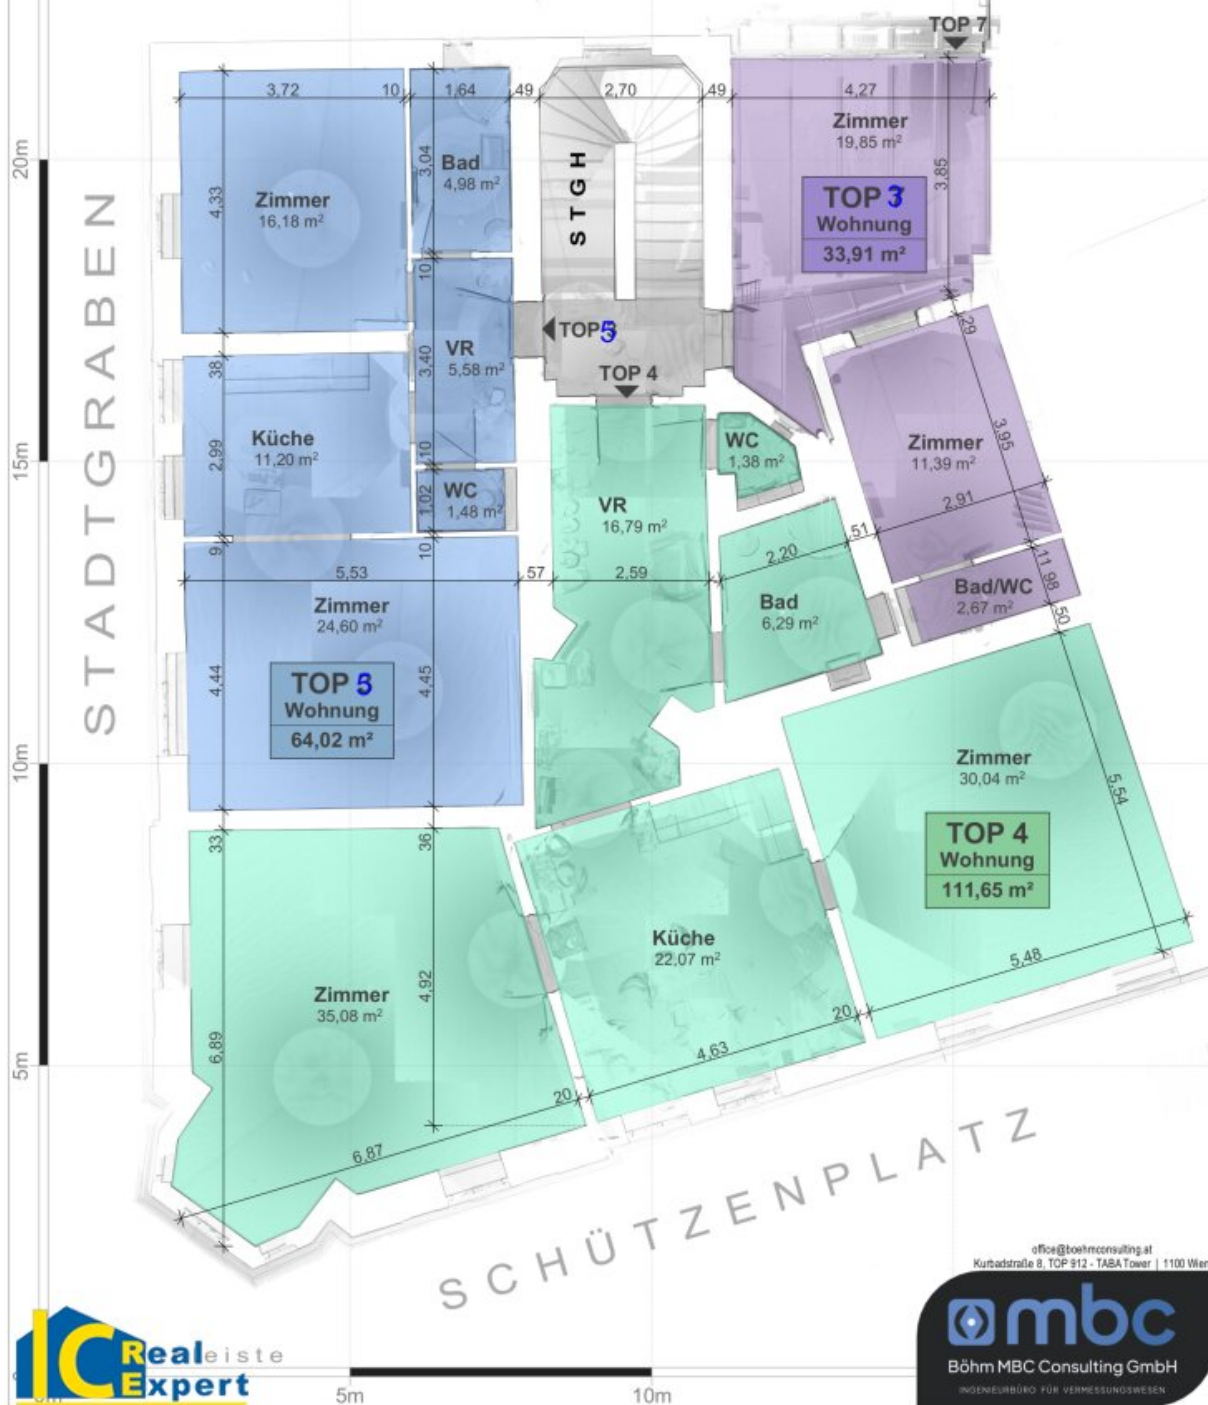 TOP 7
3,72
10
1,64
49
2,70
49
4,27
Zimmer
19,85 m²
20m
4,33
Zimmer
16,18 m²
3,04
Bad
4,98 m²
STGH
3,85
TOP 3
Wohnung
33,91 m²
STADTGRABEN
10
VR
5,58 m²
3,40
TOP 5
TOP 4
29
38
Küche
11,20 m²
2,99
10
WC
1,48 m²
1,02
WC
1,38 m²
Zimmer
11,39 m²
3,95
2,91
15m
VR
16,79 m²
9
10
5,53
57
2,59
2,20
51
11
98
Bad/WC
2,67 m²
50
Zimmer
24,60 m²
Bad
6,29 m²
4,44
4,45
TOP 5
Wohnung
64,02 m²
10m
Zimmer
30,04 m²
5,54
TOP 4
Wohnung
111,65 m²
33
36
Küche
22,07 m²
5,48
Zimmer
35,08 m²
4,92
6,89
20
4,63
20
6,87
5m
SCHÜTZENPLATZ
office@boehmconsulting.at
Kurbadstraße 8, TOP 912 - TABA Tower | 1100 Wien
mbc
Böhm MBC Consulting GmbH
INGENIEURBÜRO FÜR VERMESSUNGSWESEN
IC Realeiste
Expert
5m
10m